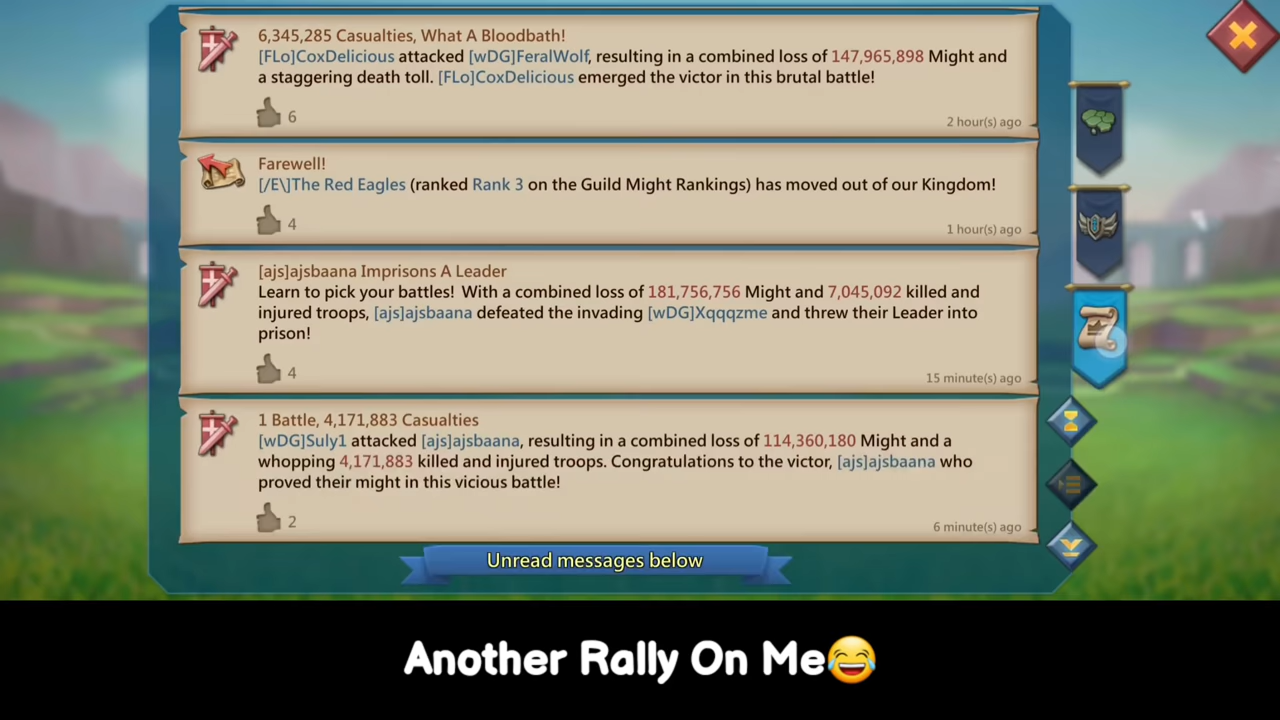 6,345,285 Casualties, What A Bloodbath!
[FLo]CoxDelicious attacked [wDG]FeralWolf, resulting in a combined loss of 147,965,898 Might and
a staggering death toll. [FLo]CoxDelicious emerged the victor in this brutal battle!
6
2 hour(s) ago
Farewell!
[/E\]The Red Eagles (ranked Rank 3 on the Guild Might Rankings) has moved out of our Kingdom!
4
1 hour(s) ago
[ajs]ajsbaana Imprisons A Leader
Learn to pick your battles! With a combined loss of 181,756,756 Might and 7,045,092 killed and
injured troops, [ajs]ajsbaana defeated the invading [wDG]Xqqqzme and threw their Leader into
prison!
4
15 minute(s) ago
1 Battle, 4,171,883 Casualties
[wDG]Suly1 attacked [ajs]ajsbaana, resulting in a combined loss of 114,360,180 Might and a
whopping 4,171,883 killed and injured troops. Congratulations to the victor, [ajs]ajsbaana who
proved their might in this vicious battle!
2
6 minute(s) ago
Unread messages below
Another Rally On Me😂